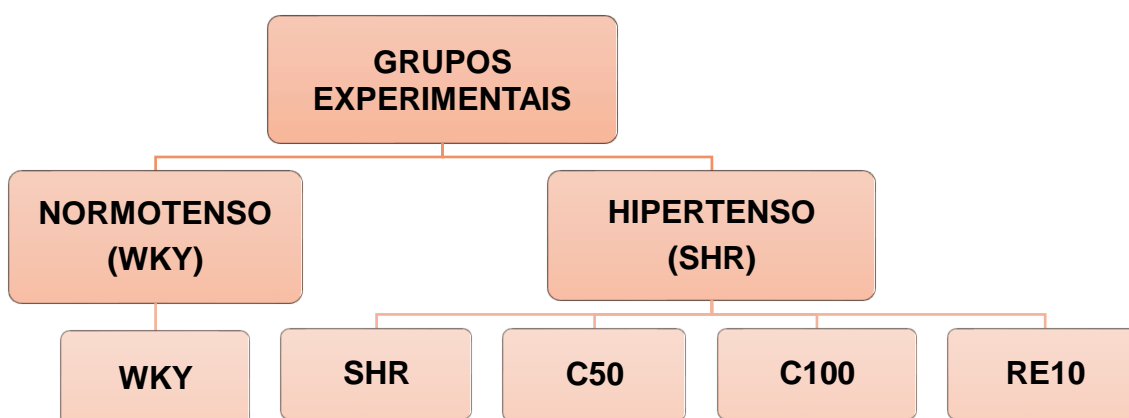 GRUPOS
EXPERIMENTAIS
NORMOTENSO
(WKY)
HIPERTENSO
(SHR)
WKY
SHR
C50
C100
RE10